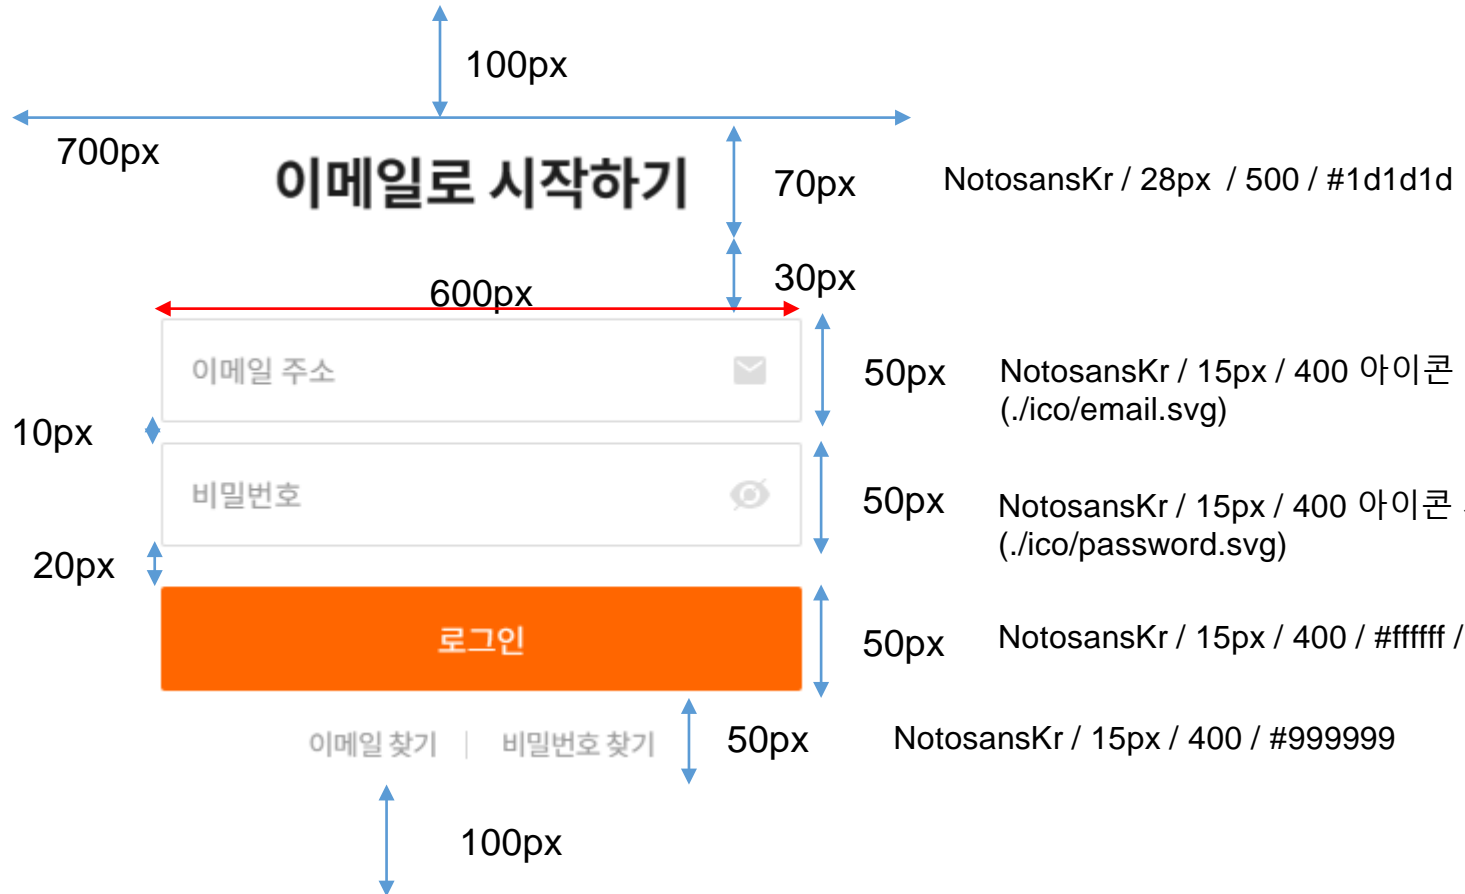 100px
700px
이메일로 시작하기
70px
NotosansKr / 28px / 500 / #1d1d1d
30px
600px
이메일 주소
50px
NotosansKr / 15px / 400 아이콘
(./ico/email.svg)
10px
비밀번호
50px
NotosansKr / 15px / 400 아이콘
(./ico/password.svg)
20px
로그인
50px
NotosansKr / 15px / 400 / #ffffff /
이메일 찾기 | 비밀번호 찾기
50px
NotosansKr / 15px / 400 / #999999
100px